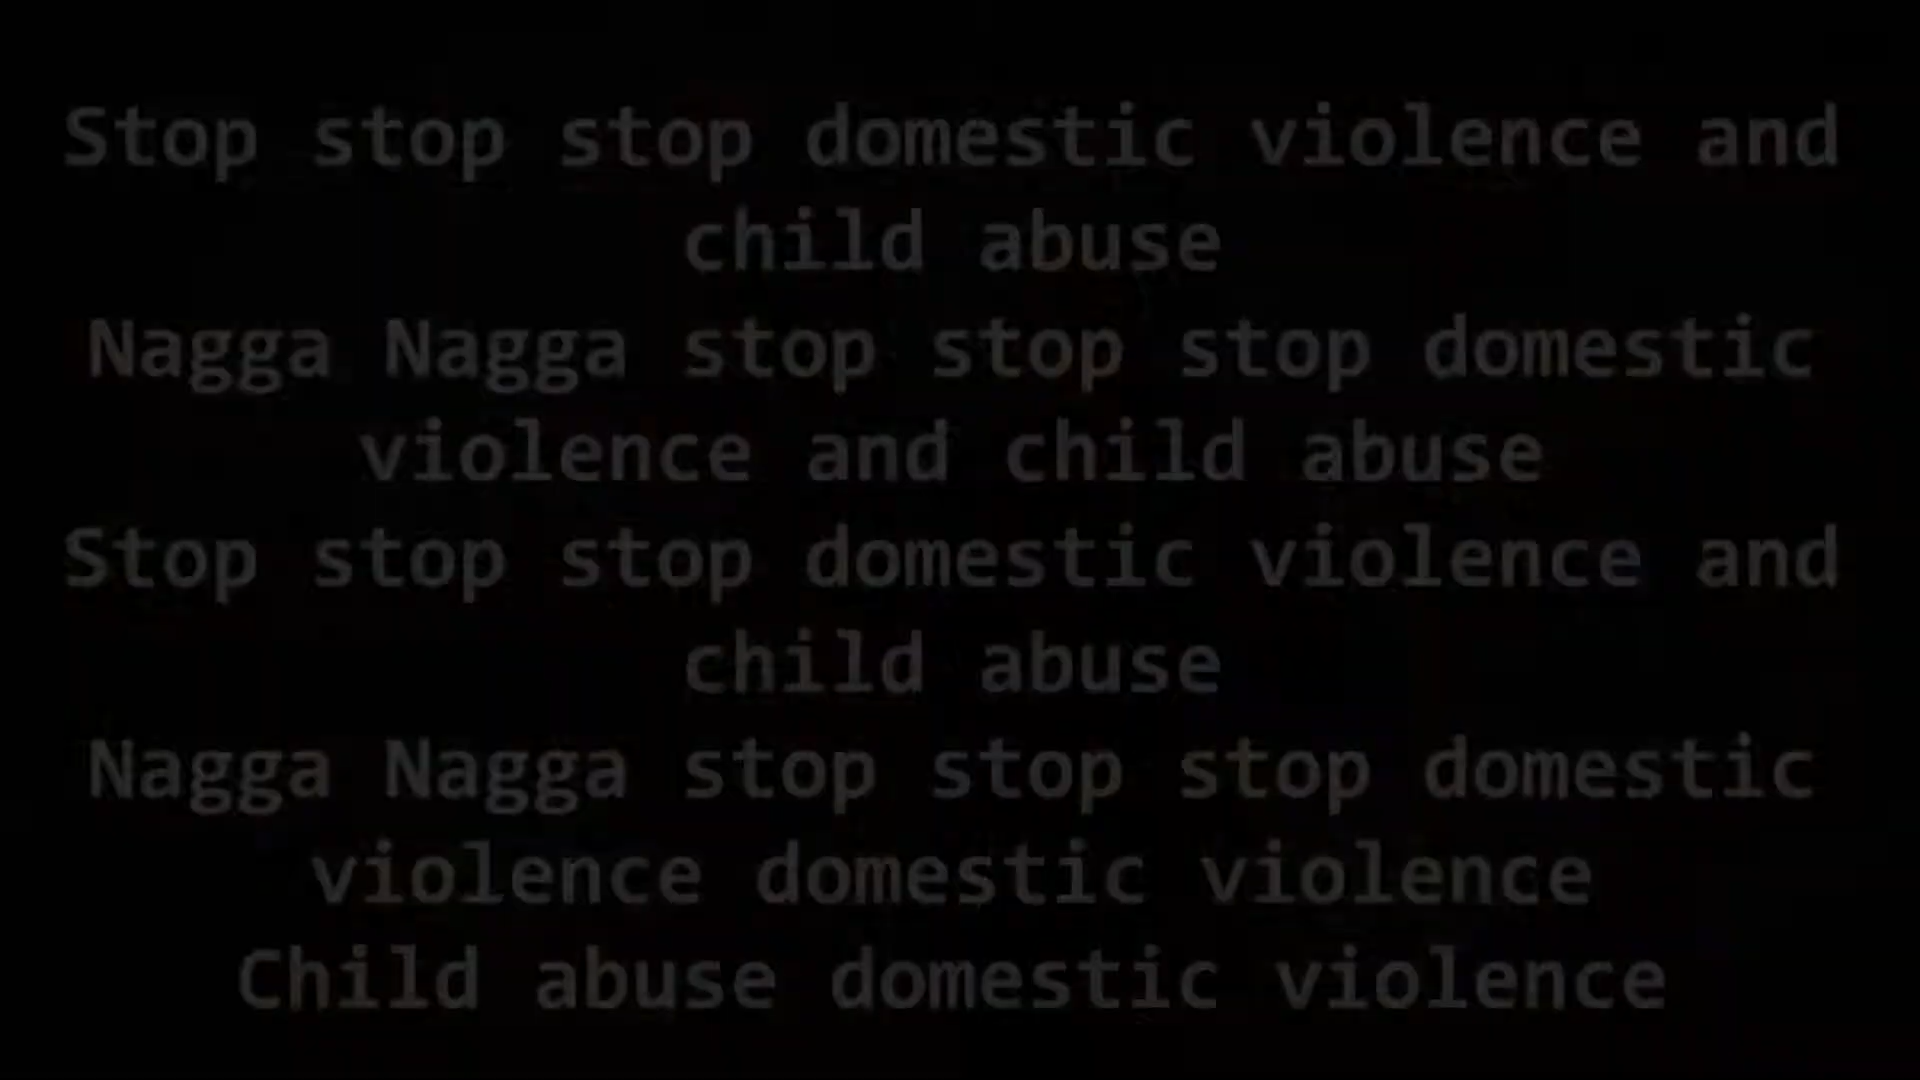 Stop stop stop domestic violence and
child abuse
Nagga Nagga stop stop stop domestic
violence and child abuse
Stop stop stop domestic violence and
child abuse
Nagga Nagga stop stop stop domestic
violence domestic violence
Child abuse domestic violence